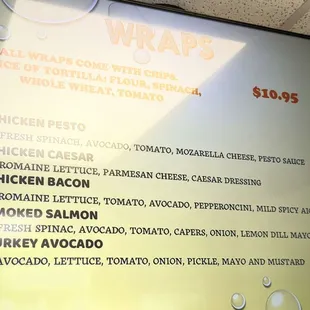 WRAPS
ALL WRAPS COME WITH CHIPS.
OF TORTILLA: FLOUR, SPINACH,
WHOLE WHEAT, TOMATO
$10.95
HICKEN PESTO
FRESH SPINACH, AVOCADO, TOMATO, MOZARELLA CHEESE, PESTO SAUCE
HICKEN CAESAR
ROMAINE LETTUCE, PARMESAN CHEESE, CAESAR DRESSING
HICKEN BACON
ROMAINE LETTUCE, TOMATO, AVOCADO, PEPPERONCINI, MILD SPICY
MOKED SALMON
FRESH SPINAC, AVOCADO, TOMATO, CAPERS, ONION, LEMON DILL MAYO
URKEY AVOCADO
AVOCADO, LETTUCE, TOMATO, ONION, PICKLE, MAYO AND MUSTARD